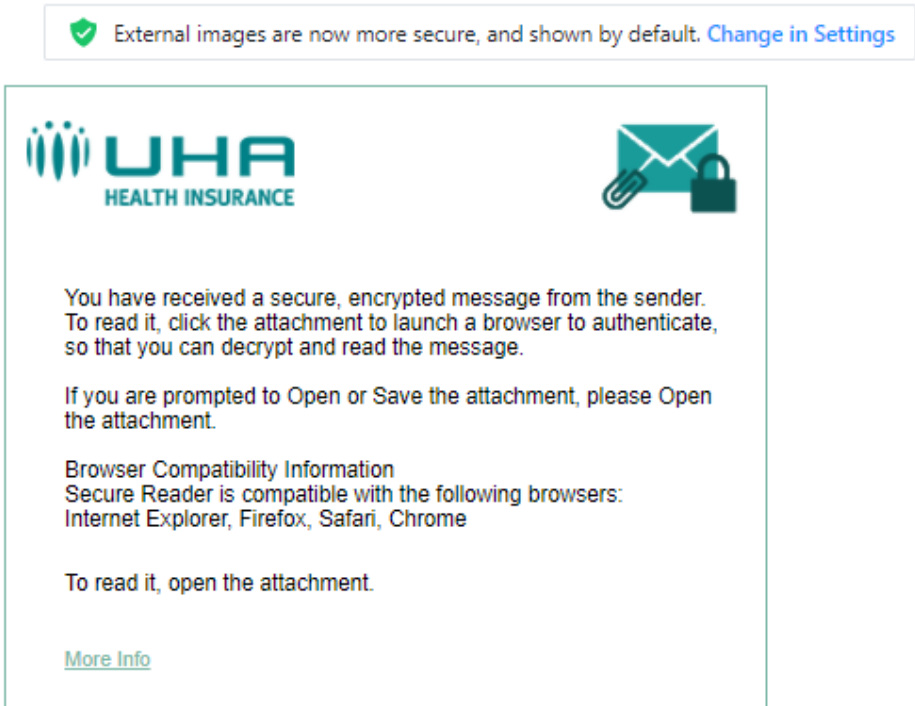 External images are now more secure, and shown by default. Change in Settings
UHA
HEALTH INSURANCE
You have received a secure, encrypted message from the sender.
To read it, click the attachment to launch a browser to authenticate,
so that you can decrypt and read the message.
If you are prompted to Open or Save the attachment, please Open
the attachment.
Browser Compatibility Information
Secure Reader is compatible with the following browsers:
Internet Explorer, Firefox, Safari, Chrome
To read it, open the attachment.
More Info